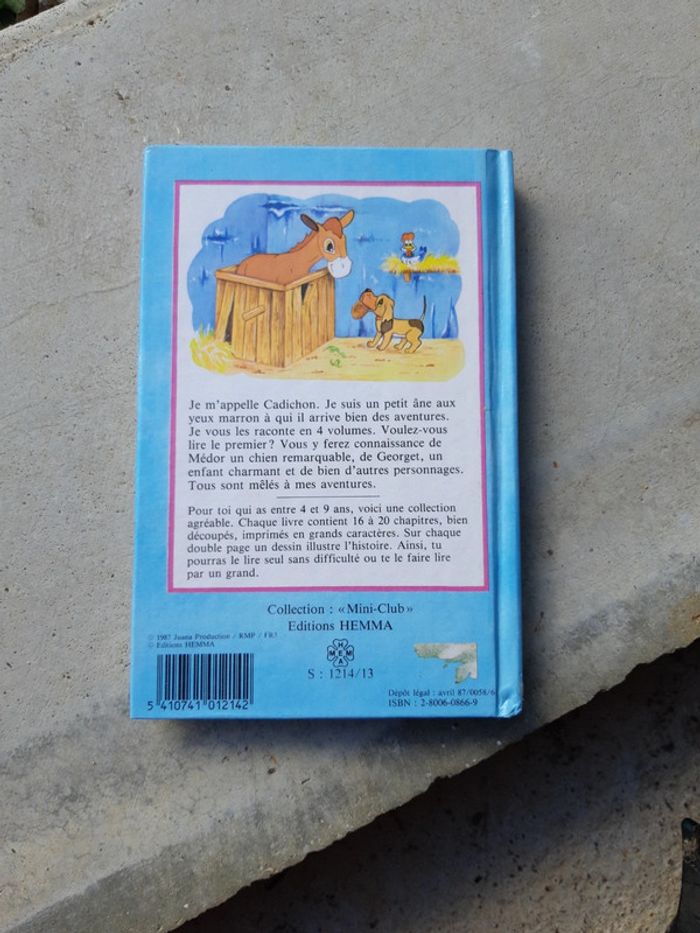 Je m'appelle Cadichon. Je suis un petit âne aux
yeux marron à qui il arrive bien des aventures.
Je vous les raconte en 4 volumes. Voulez-vous
lire le premier ? Vous y ferez connaissance de
Médor un chien remarquable, de Georget, un
enfant charmant et de bien d'autres personnages.
Tous sont mêlés à mes aventures.
Pour toi qui as entre 4 et 9 ans, voici une collection
agréable. Chaque livre contient 16 à 20 chapitres, bien
découpés, imprimés en grands caractères. Sur chaque
double page un dessin illustre l'histoire. Ainsi, tu
pourras le lire seul sans difficulté ou te le faire lire
par un grand.
Collection : « Mini-Club »
Editions HEMMA
© 1987 Juana Production / RMP / FR3
© Editions HEMMA
HEMMA
S : 1214/13
5 410741 012142
Dépôt légal : avril 87/0058/6
ISBN : 2-8006-0866-9